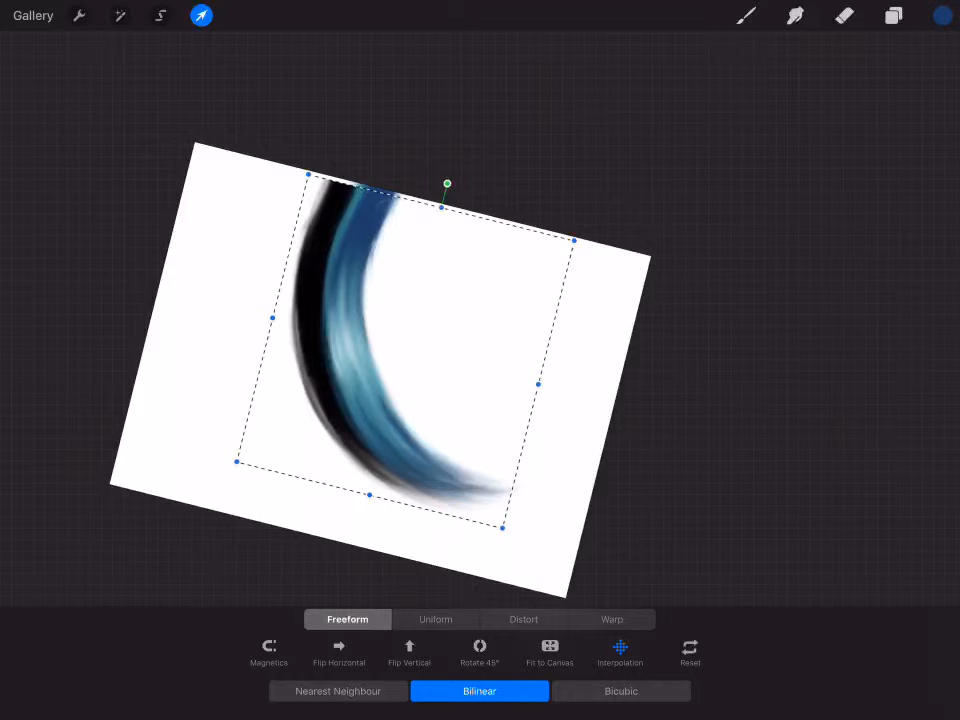 Gallery
Freeform Uniform Distort Warp
Magnetics Flip Horizontal Flip Vertical Rotate 45° Fit to Canvas Interpolation Reset
Nearest Neighbour Bilinear Bicubic